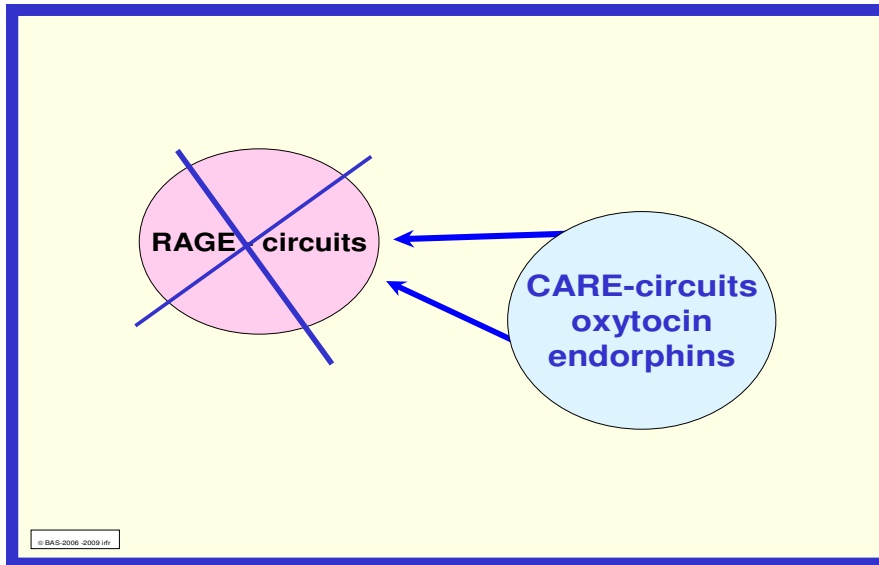 RAGE - circuits
CARE-circuits
oxytocin
endorphins
© BAS-2006 -2009 irfr